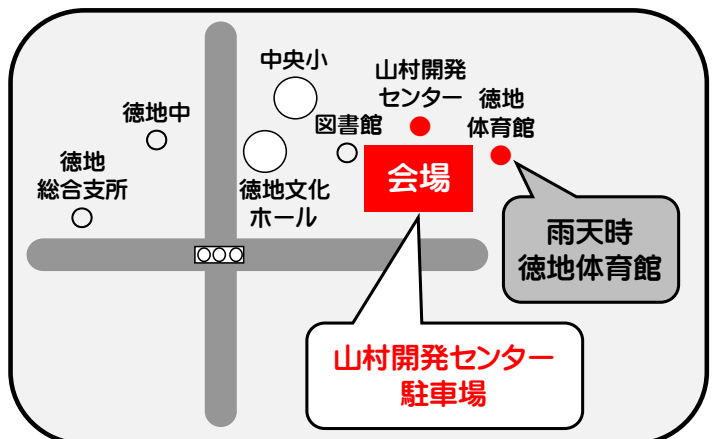 中央小
山村開発
センター
徳地
体育館
図書館
徳地中
徳地
総合支所
徳地文化
ホール
会場
雨天時
徳地体育館
山村開発センター
駐車場